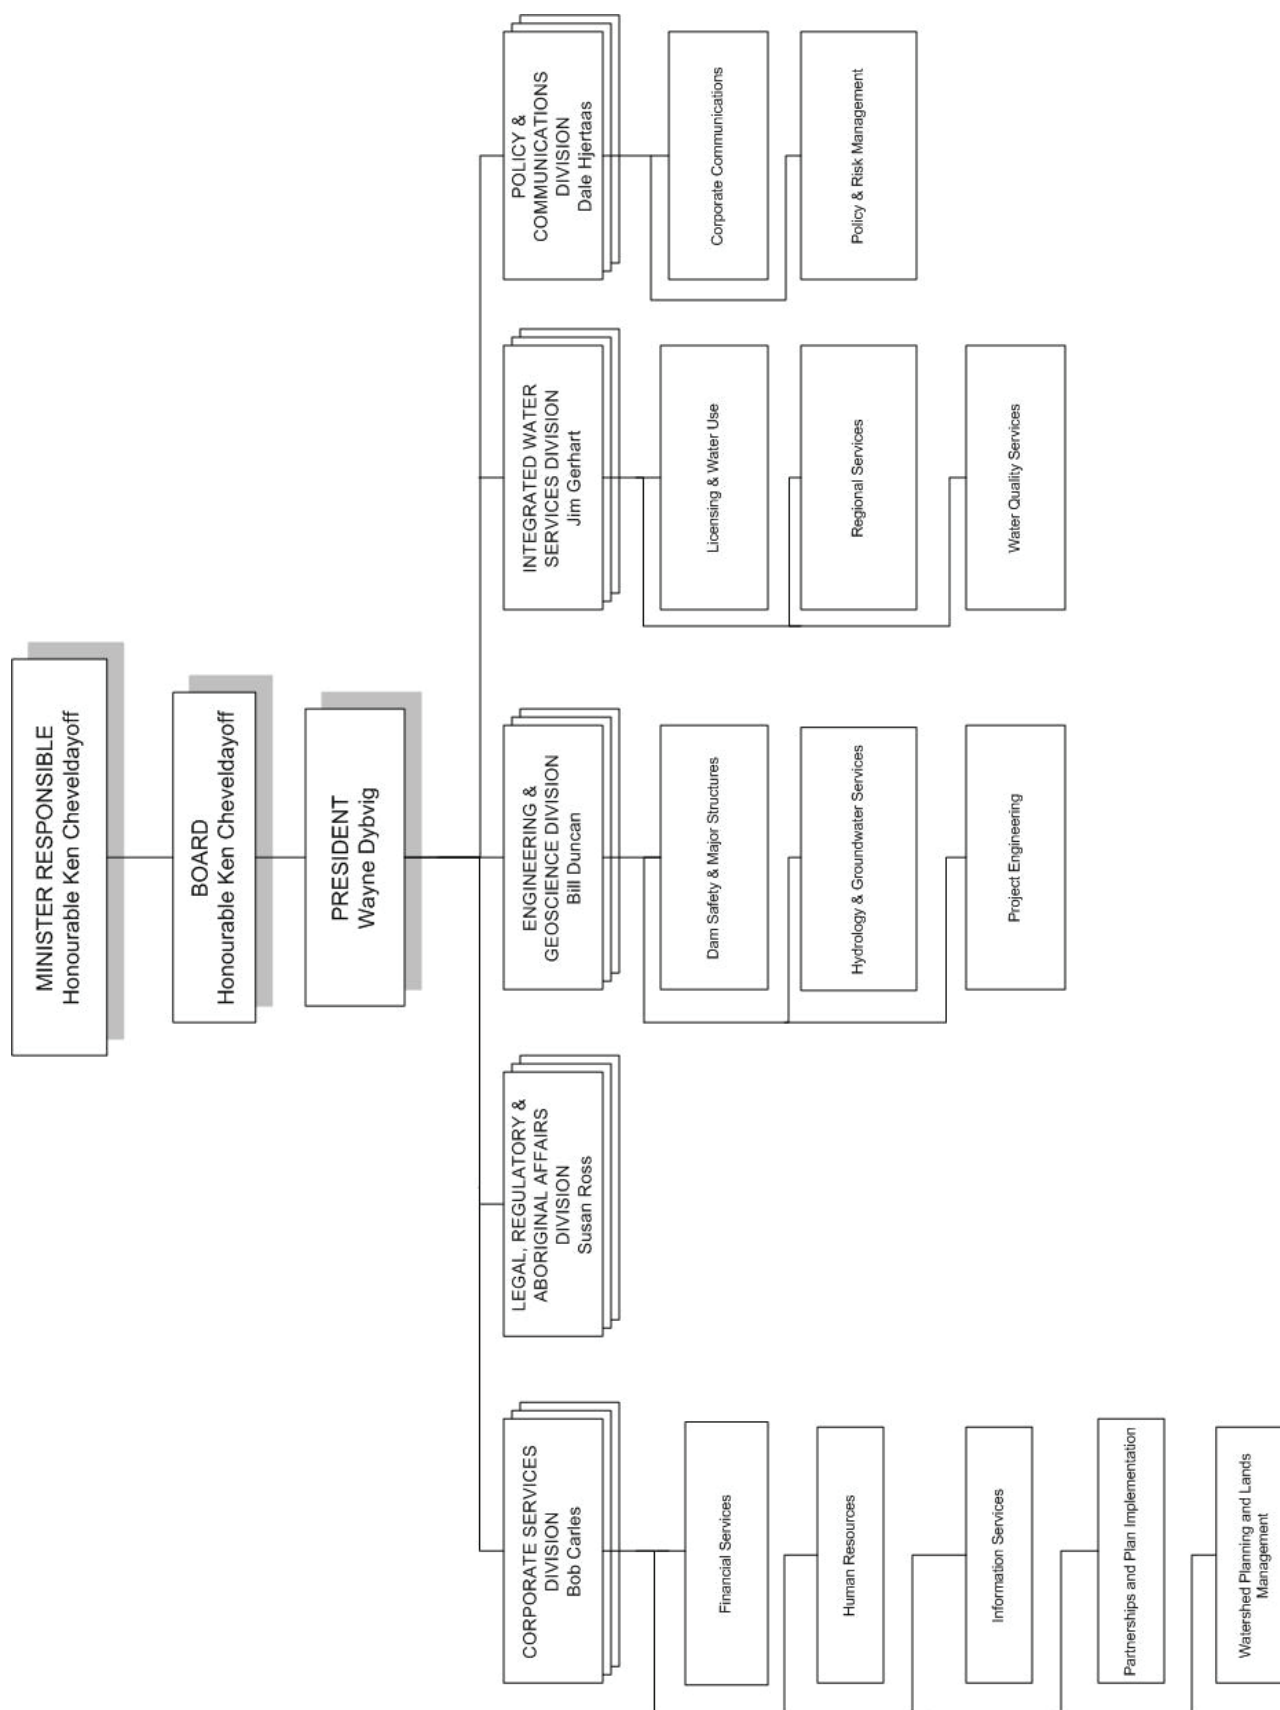 MINISTER RESPONSIBLE
Honourable Ken Cheveldayoff
BOARD
Honourable Ken Cheveldayoff
PRESIDENT
Wayne Dybvig
CORPORATE SERVICES
DIVISION
Bob Carles
Financial Services
Human Resources
Information Services
Partnerships and Plan Implementation
Watershed Planning and Lands
Management
LEGAL, REGULATORY &
ABORIGINAL AFFAIRS
DIVISION
Susan Ross
ENGINEERING &
GEOSCIENCE DIVISION
Bill Duncan
Dam Safety & Major Structures
Hydrology & Groundwater Services
Project Engineering
INTEGRATED WATER
SERVICES DIVISION
Jim Gerhart
Licensing & Water Use
Regional Services
Water Quality Services
POLICY &
COMMUNICATIONS
DIVISION
Dale Hjertaas
Corporate Communications
Policy & Risk Management